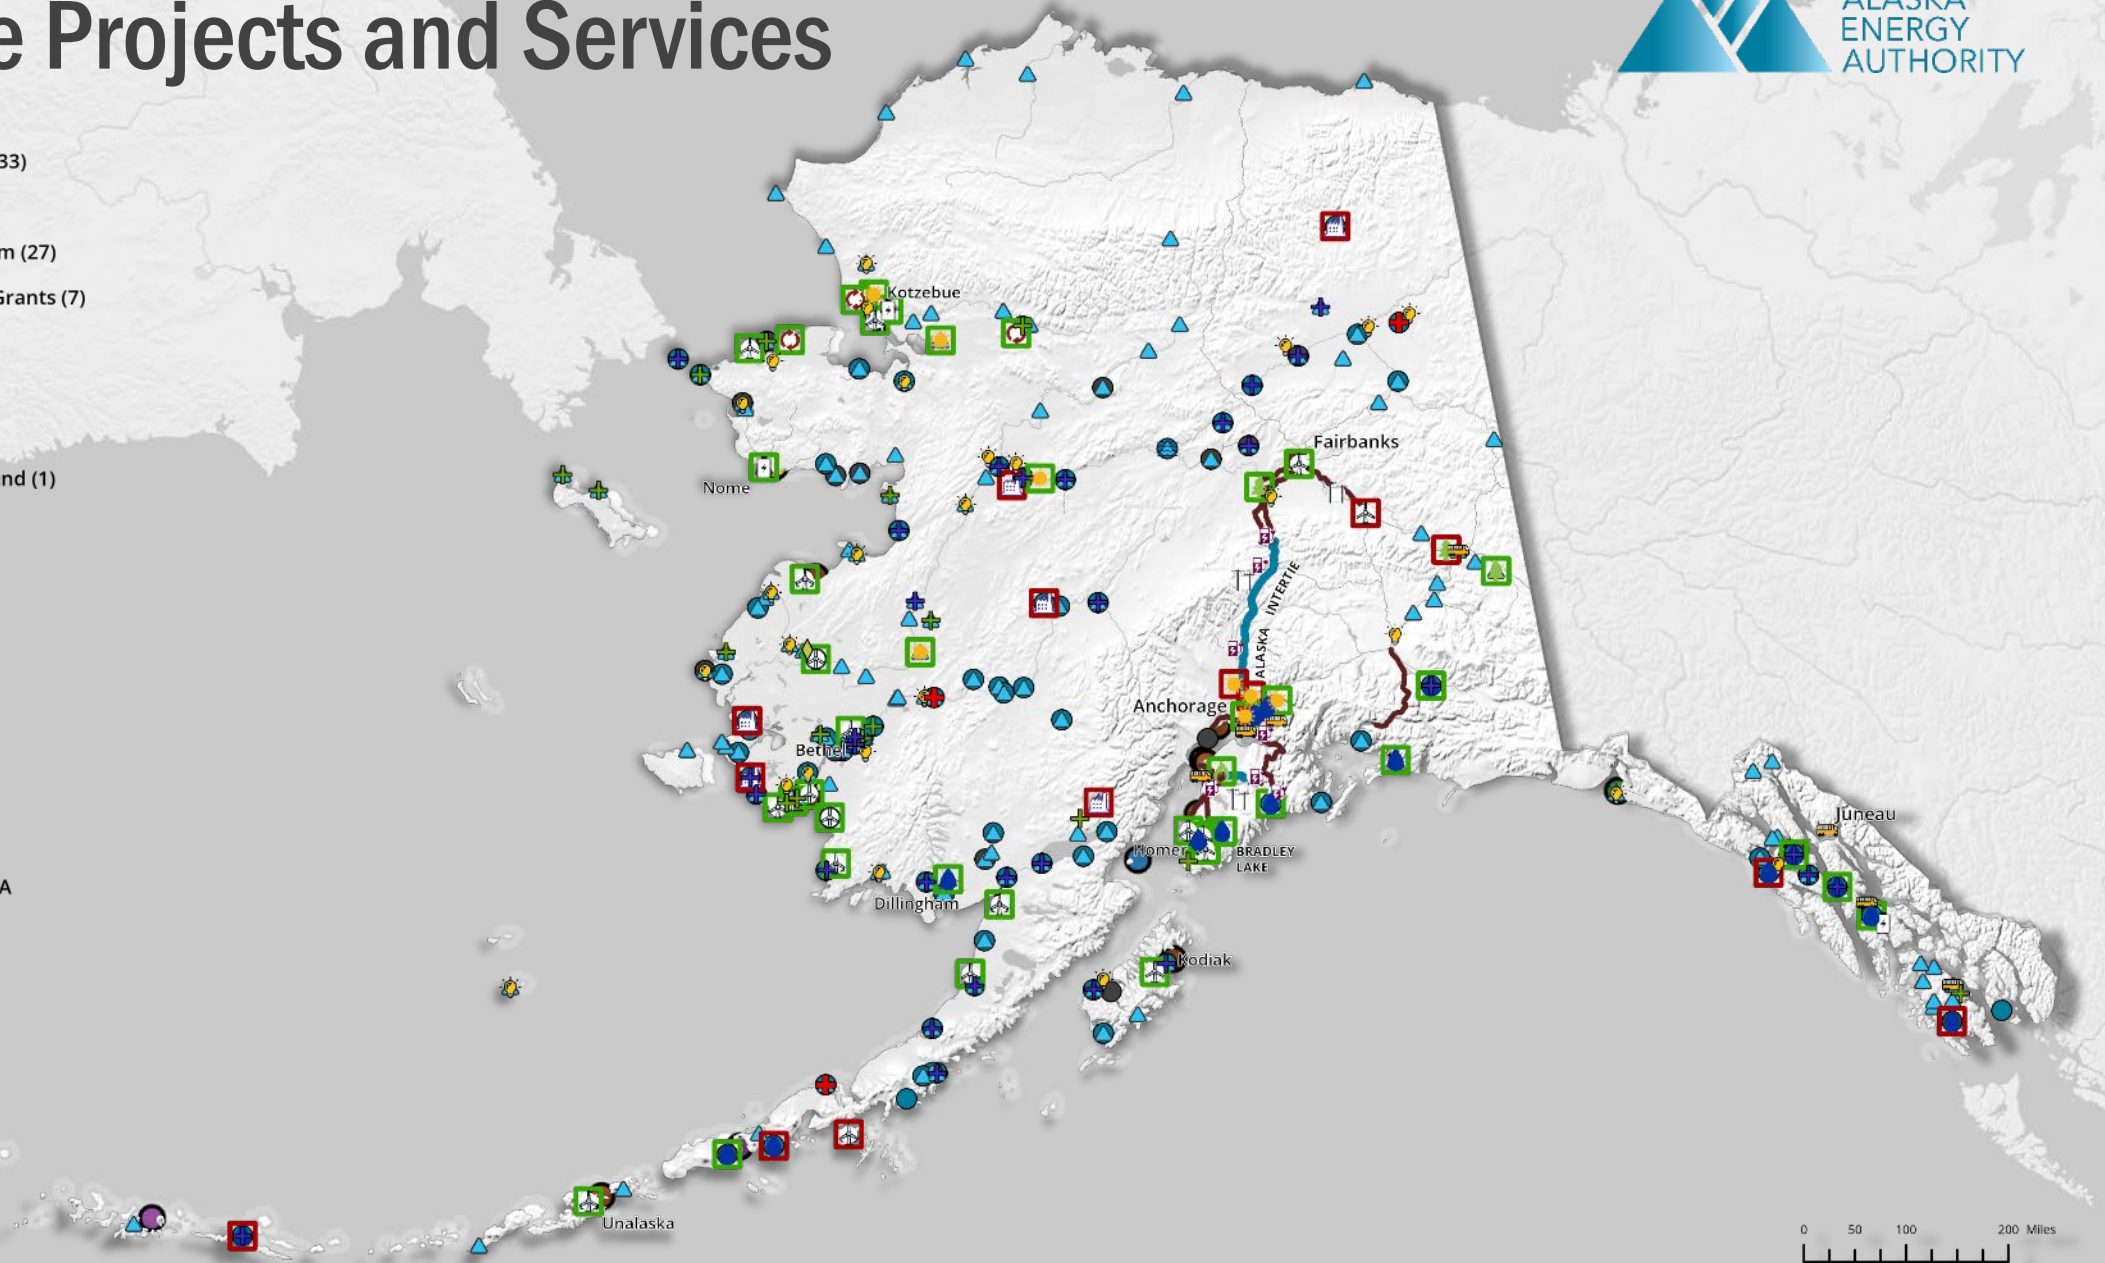 e Projects and Services
ALASKA
ENERGY
AUTHORITY
33)
m (27)
Grants (7)
nd (1)
A
Kotzebue
Fairbanks
Nome
ALASKA INTERTIE
Anchorage
Bethel
Juneau
Homer
BRADLEY
LAKE
Dillingham
Kodiak
Unalaska
0 50 100 200 Miles